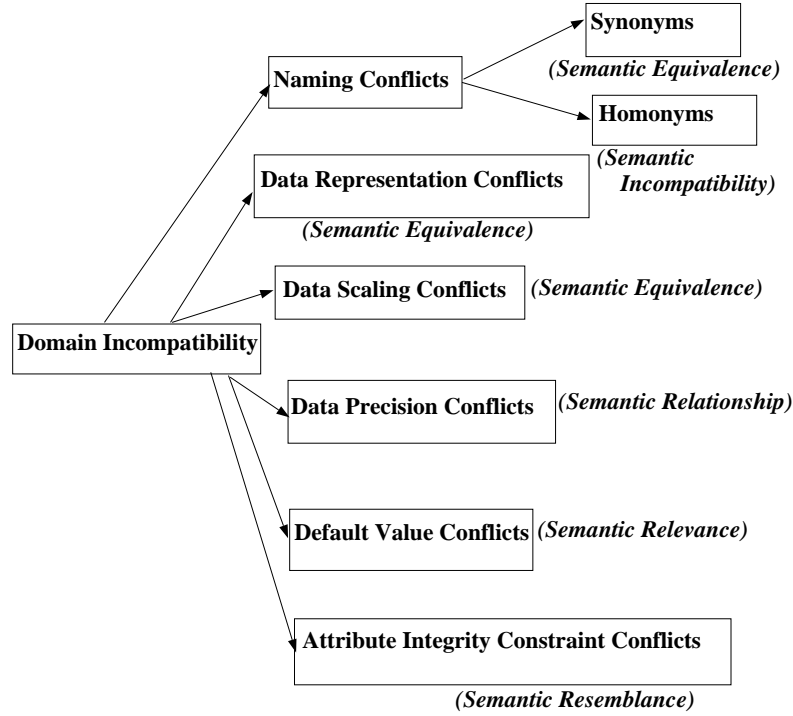 Synonyms
(Semantic Equivalence)
Naming Conflicts
Homonyms
(Semantic
Incompatibility)
Data Representation Conflicts
(Semantic Equivalence)
Data Scaling Conflicts
(Semantic Equivalence)
Domain Incompatibility
Data Precision Conflicts
(Semantic Relationship)
Default Value Conflicts
(Semantic Relevance)
Attribute Integrity Constraint Conflicts
(Semantic Resemblance)